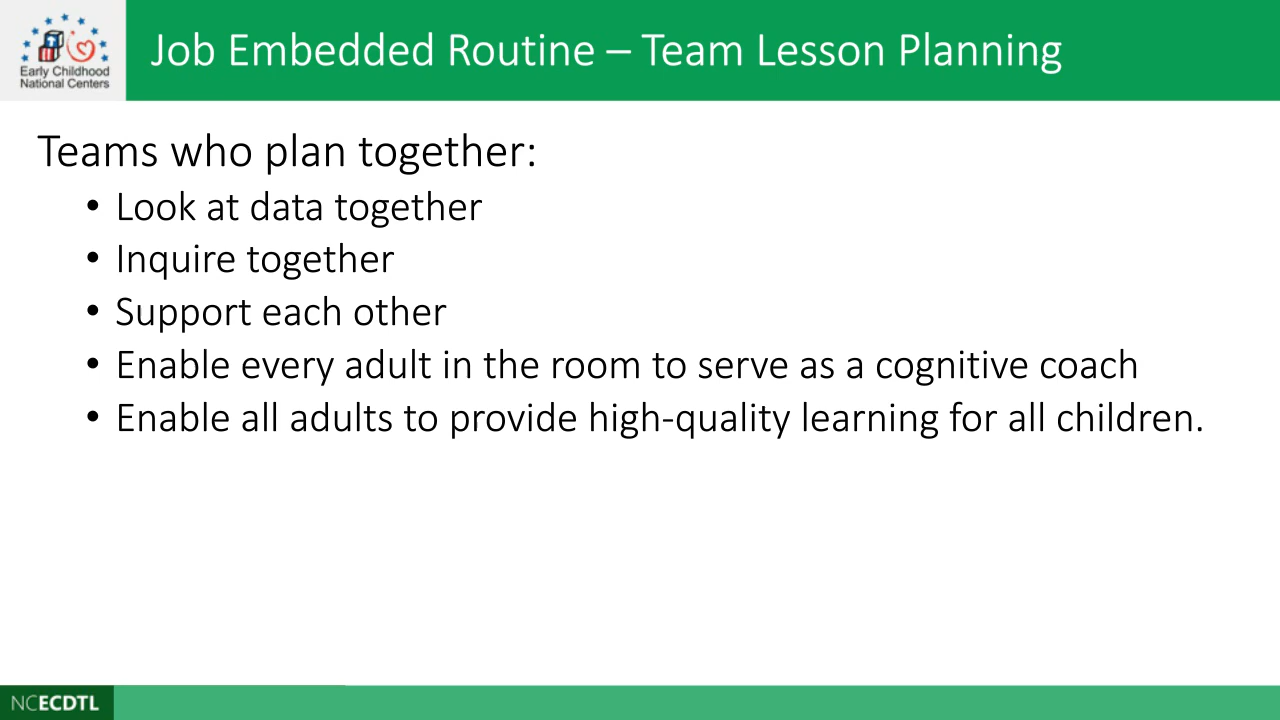 Early Childhood
National Centers
Job Embedded Routine – Team Lesson Planning
Teams who plan together:
• Look at data together
• Inquire together
• Support each other
• Enable every adult in the room to serve as a cognitive coach
• Enable all adults to provide high-quality learning for all children.
NCECDTL